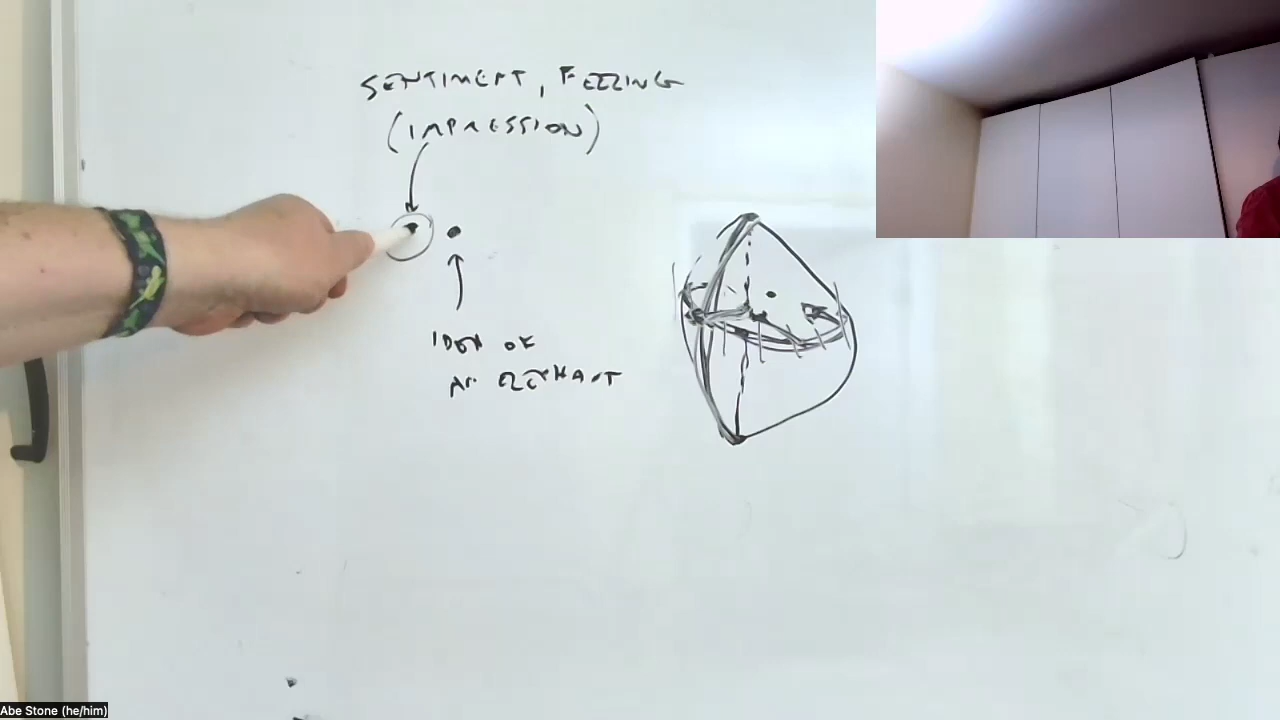 SENTIMENT, FEELING
(IMPRESSION)
IDEA OF
AN ELEPHANT
Abe Stone (he/him)